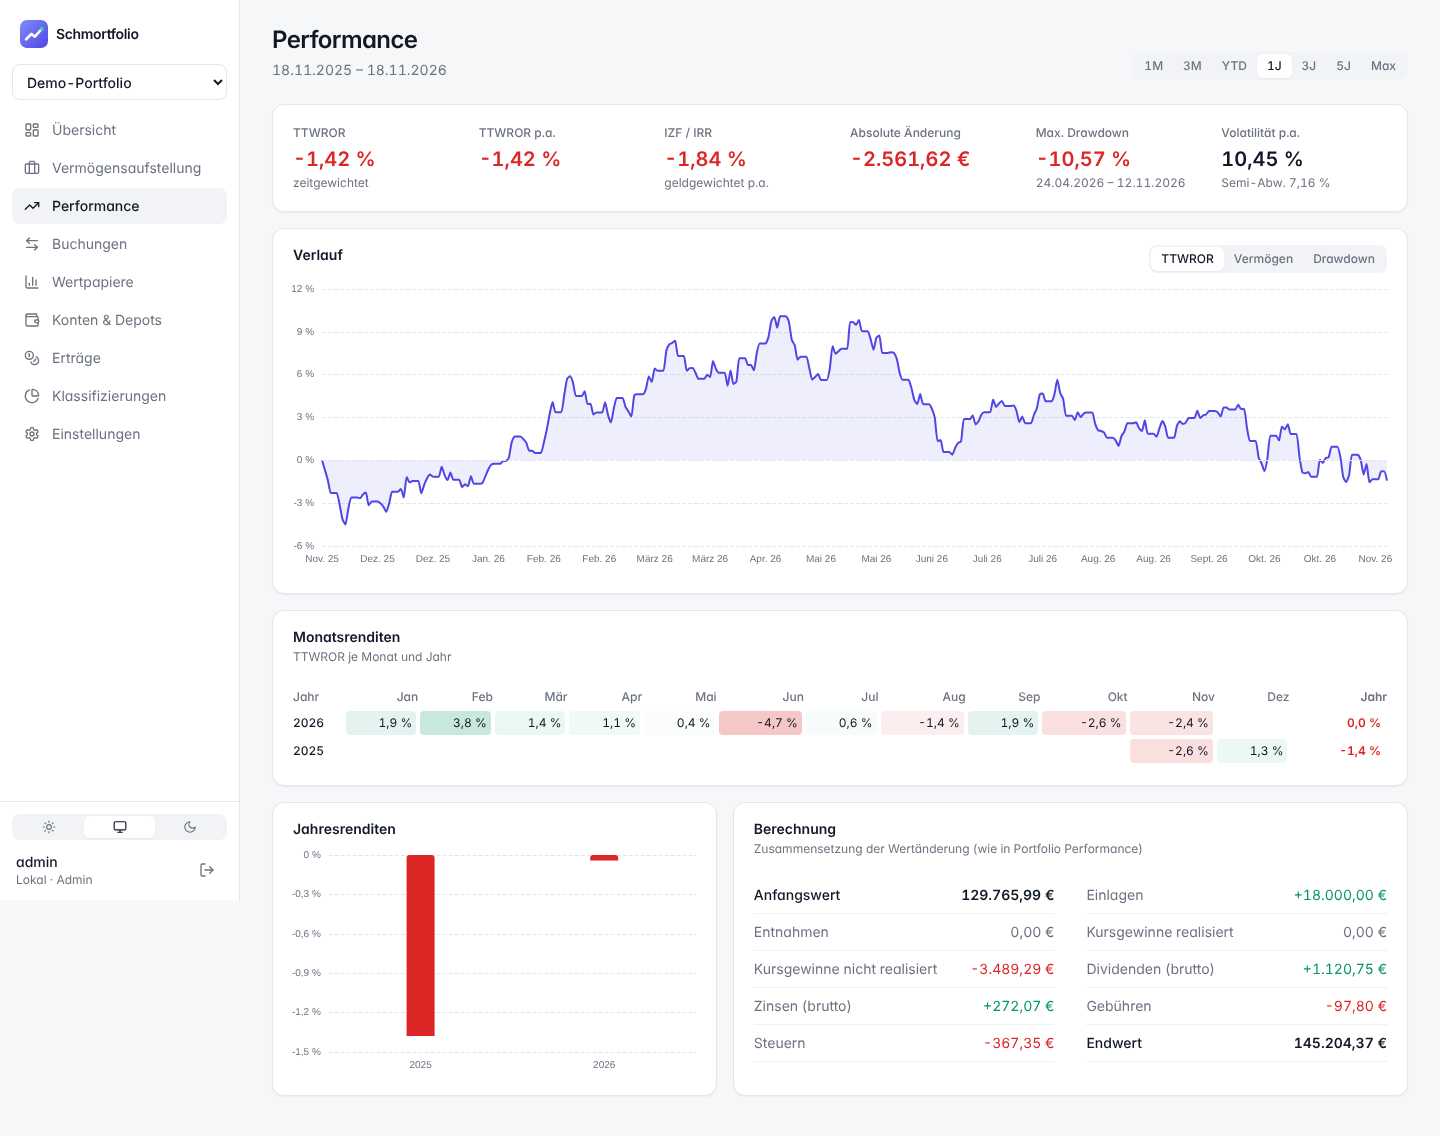 Schmortfolio
Demo-Portfolio
Übersicht
Vermögensaufstellung
Performance
Buchungen
Wertpapiere
Konten & Depots
Erträge
Klassifizierungen
Einstellungen
admin
Lokal · Admin
Performance
18.11.2025 – 18.11.2026
1M 3M YTD 1J 3J 5J Max
TTWROR TTWROR p.a. IZF / IRR Absolute Änderung Max. Drawdown Volatilität p.a.
-1,42 % -1,42 % -1,84 % -2.561,62 € -10,57 % 10,45 %
zeitgewichtet geldgewichtet p.a. 24.04.2026 – 12.11.2026 Semi-Abw. 7,16 %
Verlauf
TTWROR Vermögen Drawdown
12 %
9 %
6 %
3 %
0 %
-3 %
-6 %
Nov. 25 Dez. 25 Dez. 25 Jan. 26 Feb. 26 Feb. 26 März 26 März 26 Apr. 26 Mai 26 Mai 26 Juni 26 Juli 26 Juli 26 Aug. 26 Aug. 26 Sept. 26 Okt. 26 Okt. 26 Nov. 26
Monatsrenditen
TTWROR je Monat und Jahr
Jahr Jan Feb Mär Apr Mai Jun Jul Aug Sep Okt Nov Dez Jahr
2026 1,9 % 3,8 % 1,4 % 1,1 % 0,4 % -4,7 % 0,6 % -1,4 % 1,9 % -2,6 % -2,4 % 0,0 %
2025 -2,6 % 1,3 % -1,4 %
Jahresrenditen
0 %
-0,3 %
-0,6 %
-0,9 %
-1,2 %
-1,5 %
2025 2026
Berechnung
Zusammensetzung der Wertänderung (wie in Portfolio Performance)
Anfangswert 129.765,99 € Einlagen +18.000,00 €
Entnahmen 0,00 € Kursgewinne realisiert 0,00 €
Kursgewinne nicht realisiert -3.489,29 € Dividenden (brutto) +1.120,75 €
Zinsen (brutto) +272,07 € Gebühren -97,80 €
Steuern -367,35 € Endwert 145.204,37 €